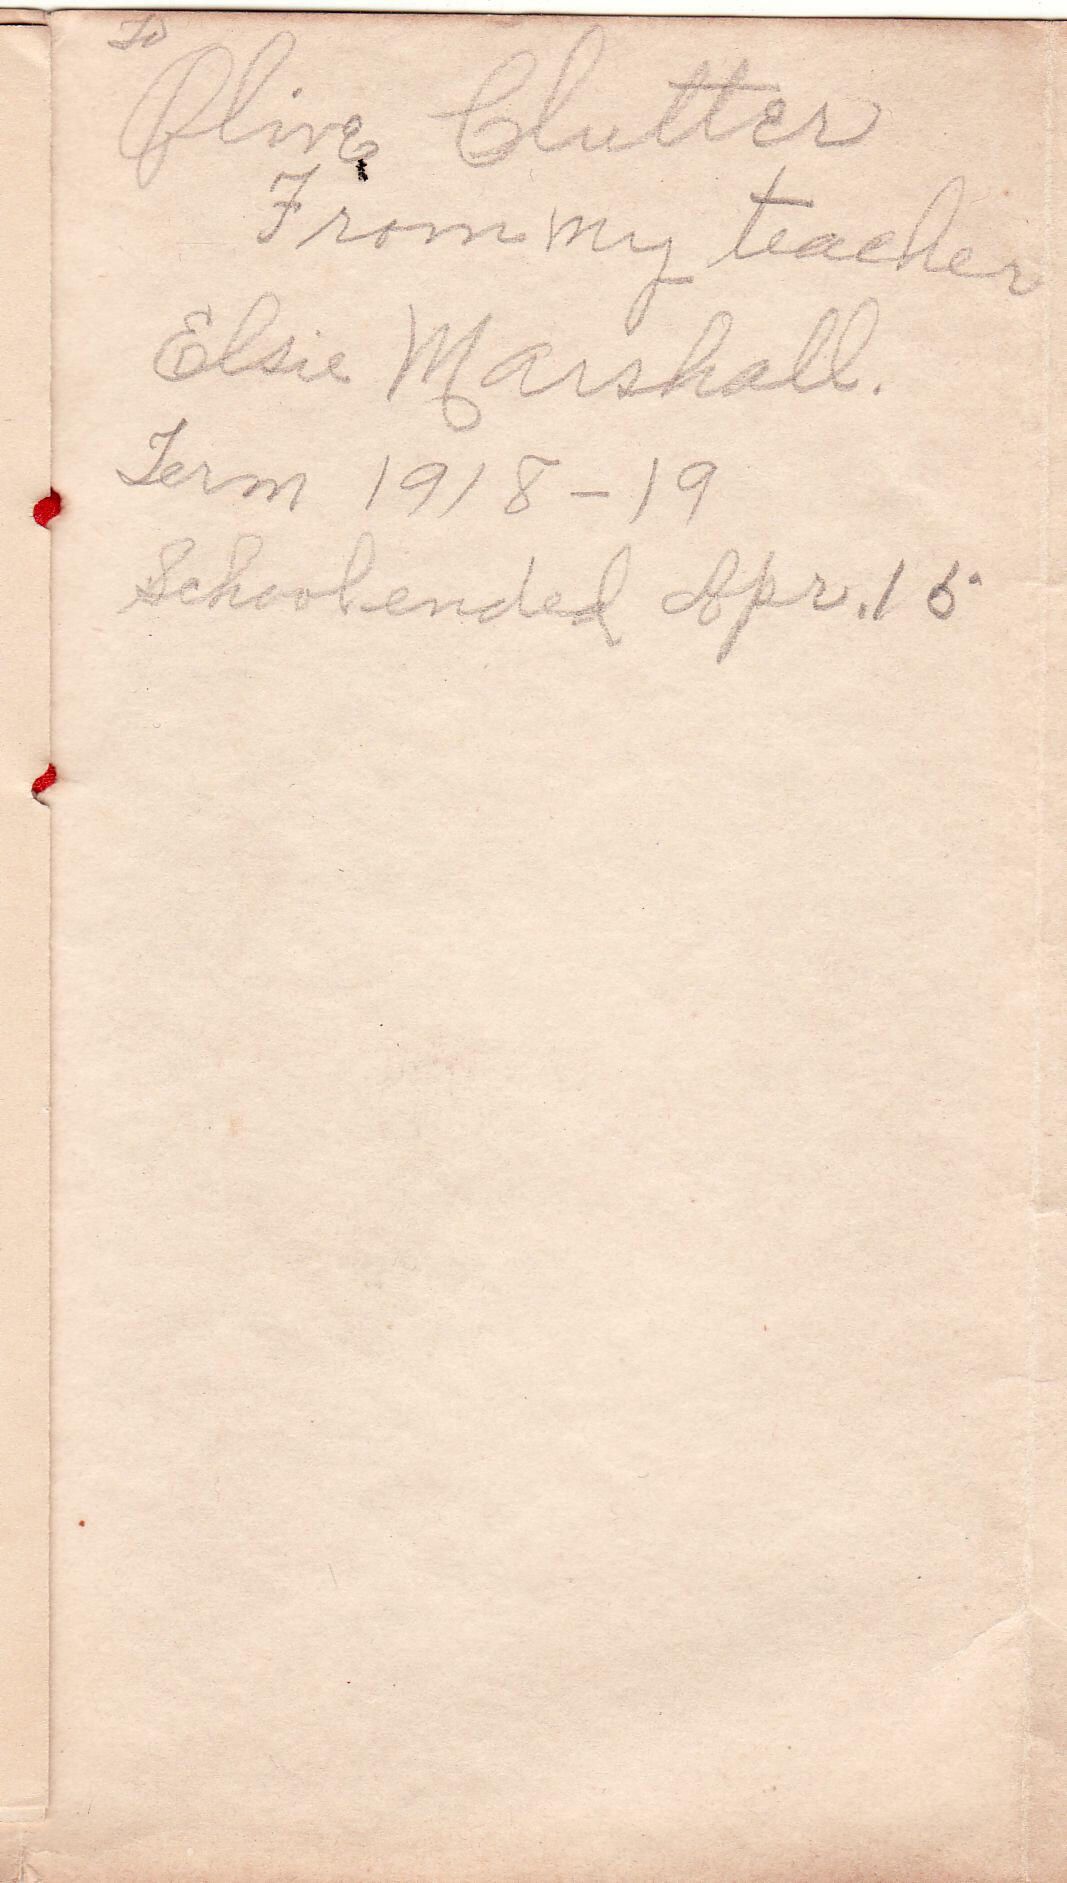 To
Olive Clutter
From my teacher
Elsie Marshall.
Term 1918-19
School ended Apr. 15